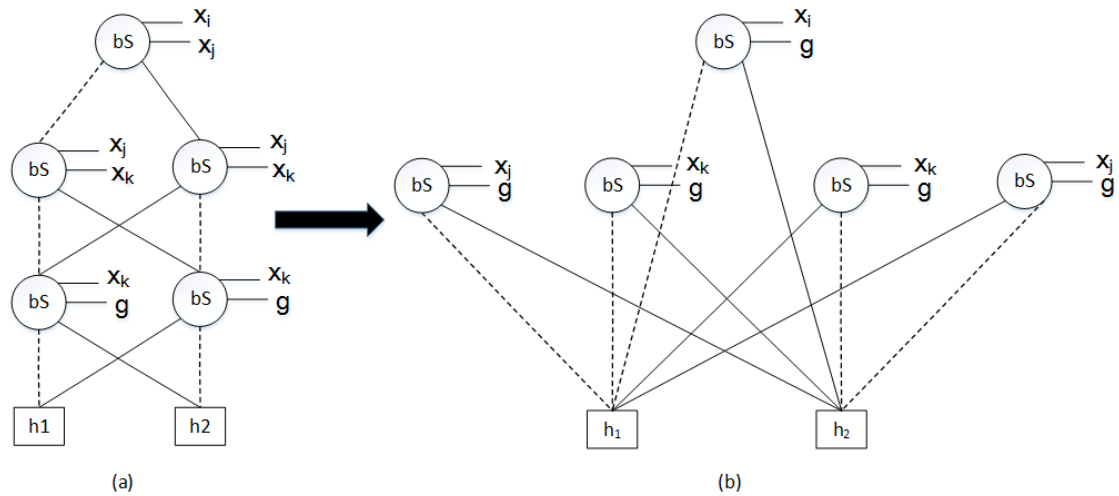 bS xᵢ
xⱼ
bS xⱼ
xₖ
bS xⱼ
xₖ
bS xₖ
g
bS xₖ
g
h1
h2
(a)
bS xᵢ
g
bS xⱼ
g
bS xₖ
g
bS xₖ
g
bS xⱼ
g
h₁
h₂
(b)